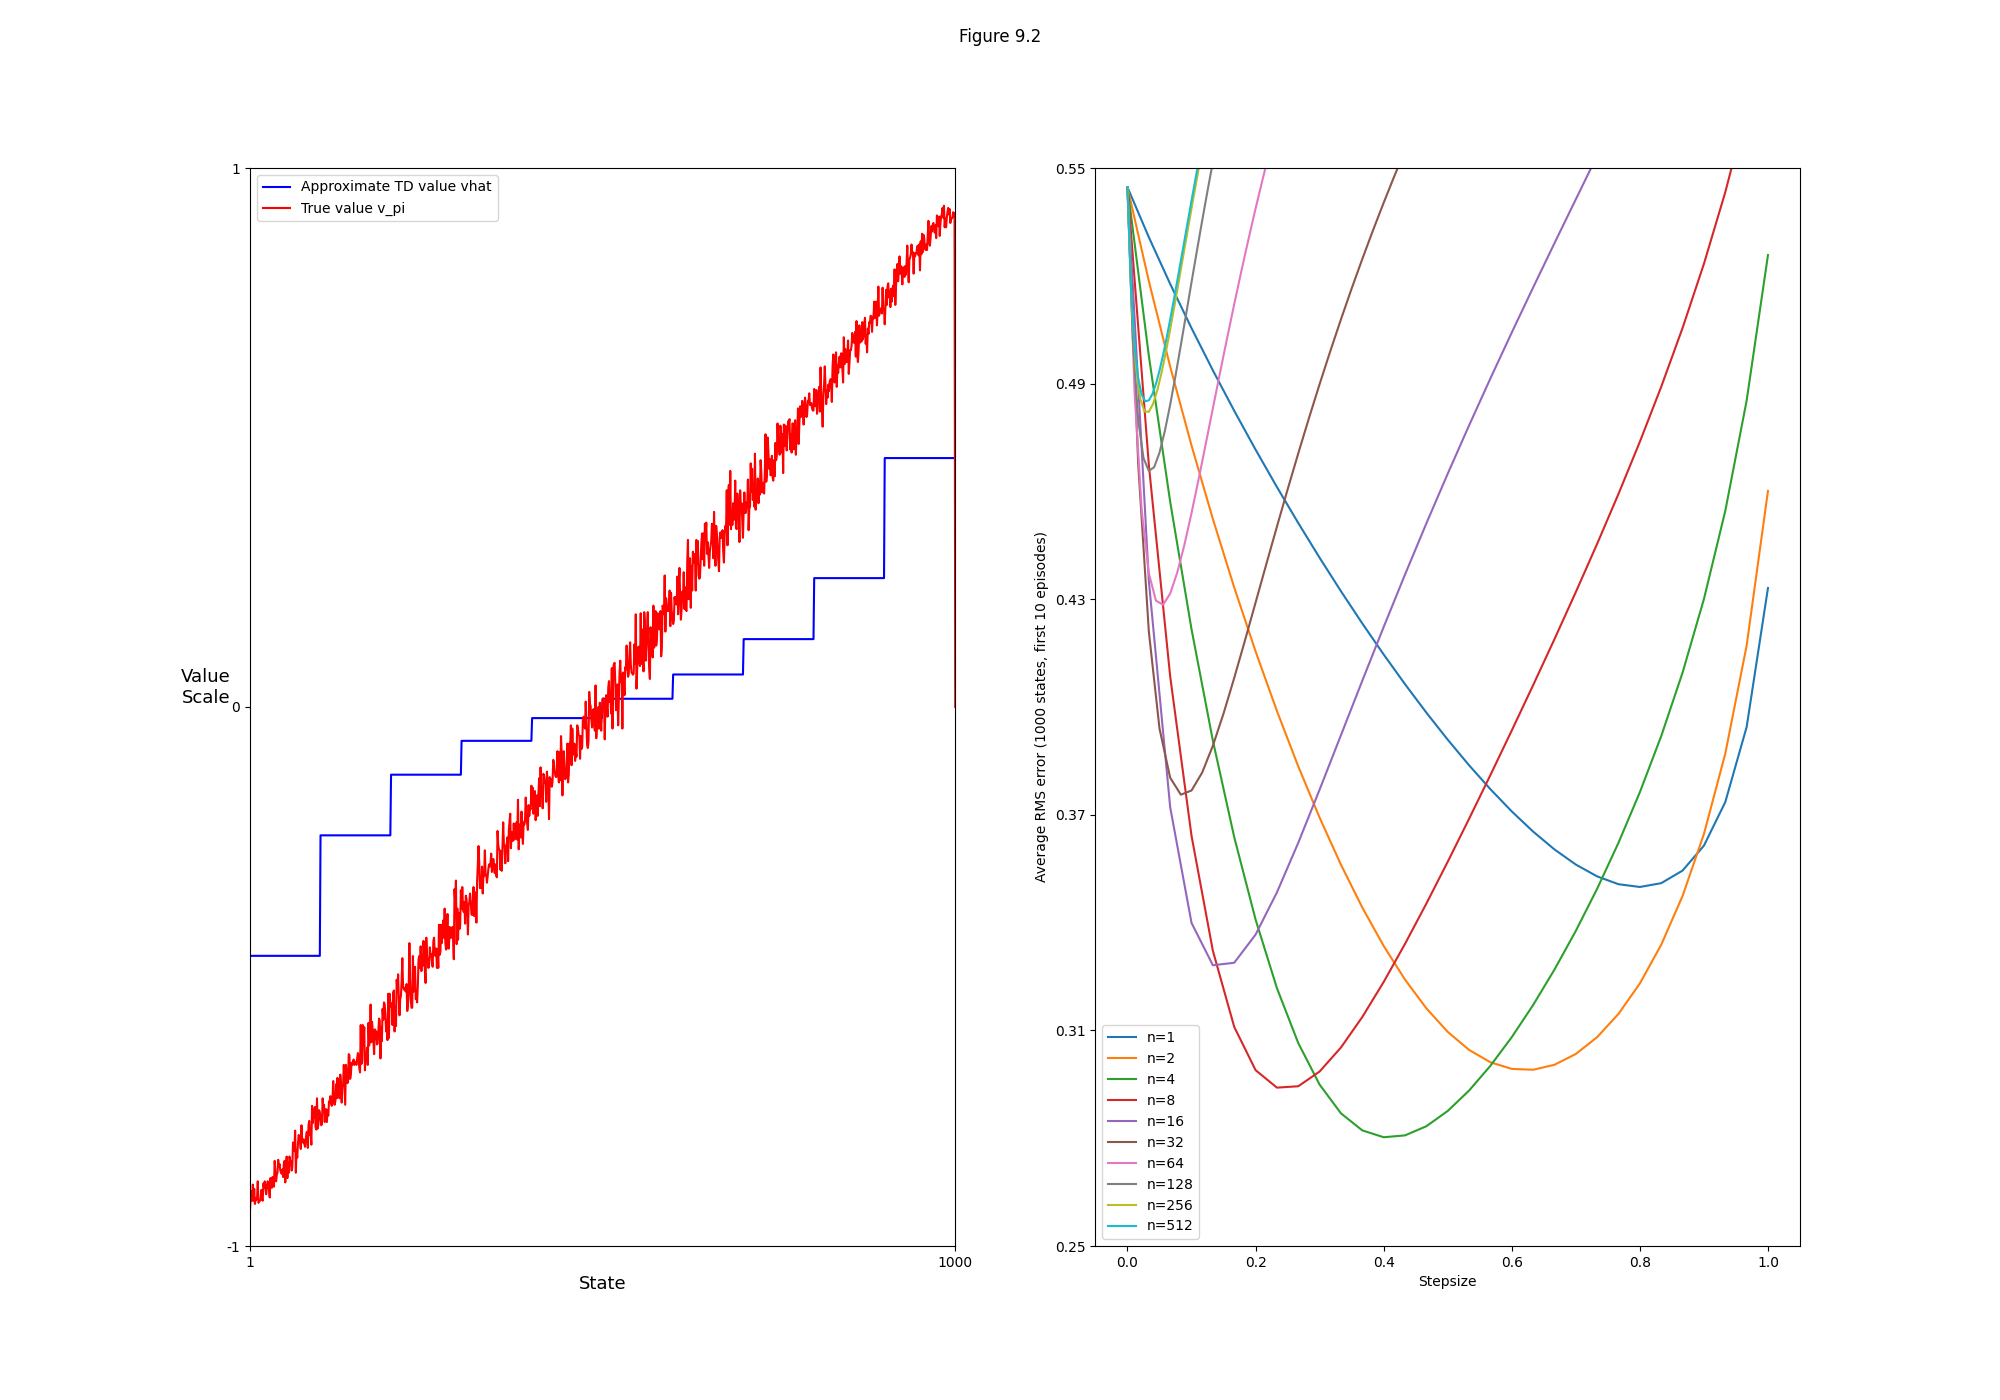 Figure 9.2
1
0
-1
Value
Scale
Approximate TD value vhat
True value v_pi
1
1000
State
0.55
0.49
0.43
0.37
0.31
0.25
Average RMS error (1000 states, first 10 episodes)
n=1
n=2
n=4
n=8
n=16
n=32
n=64
n=128
n=256
n=512
0.0
0.2
0.4
0.6
0.8
1.0
Stepsize